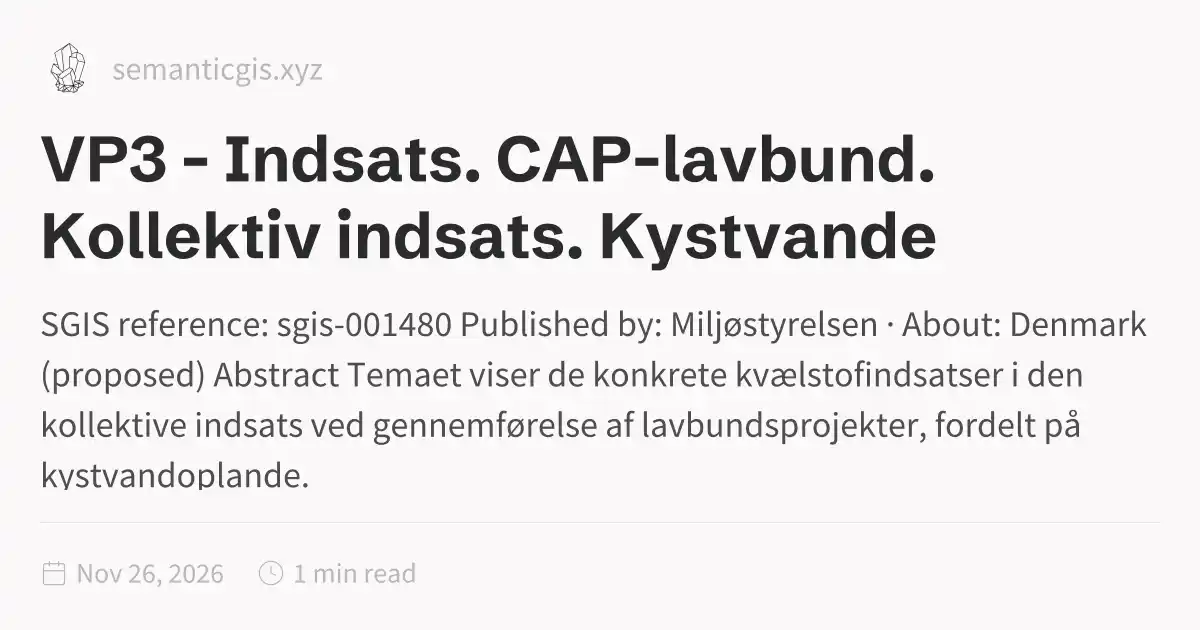 semanticgis.xyz
VP3 - Indsats. CAP-lavbund.
Kollektiv indsats. Kystvande
SGIS reference: sgis-001480 Published by: Miljøstyrelsen · About: Denmark
(proposed) Abstract Temaet viser de konkrete kvælstofindsatser i den
kollektive indsats ved gennemførelse af lavbundsprojekter, fordelt på
kystvandoplande.
Nov 26, 2026
1 min read